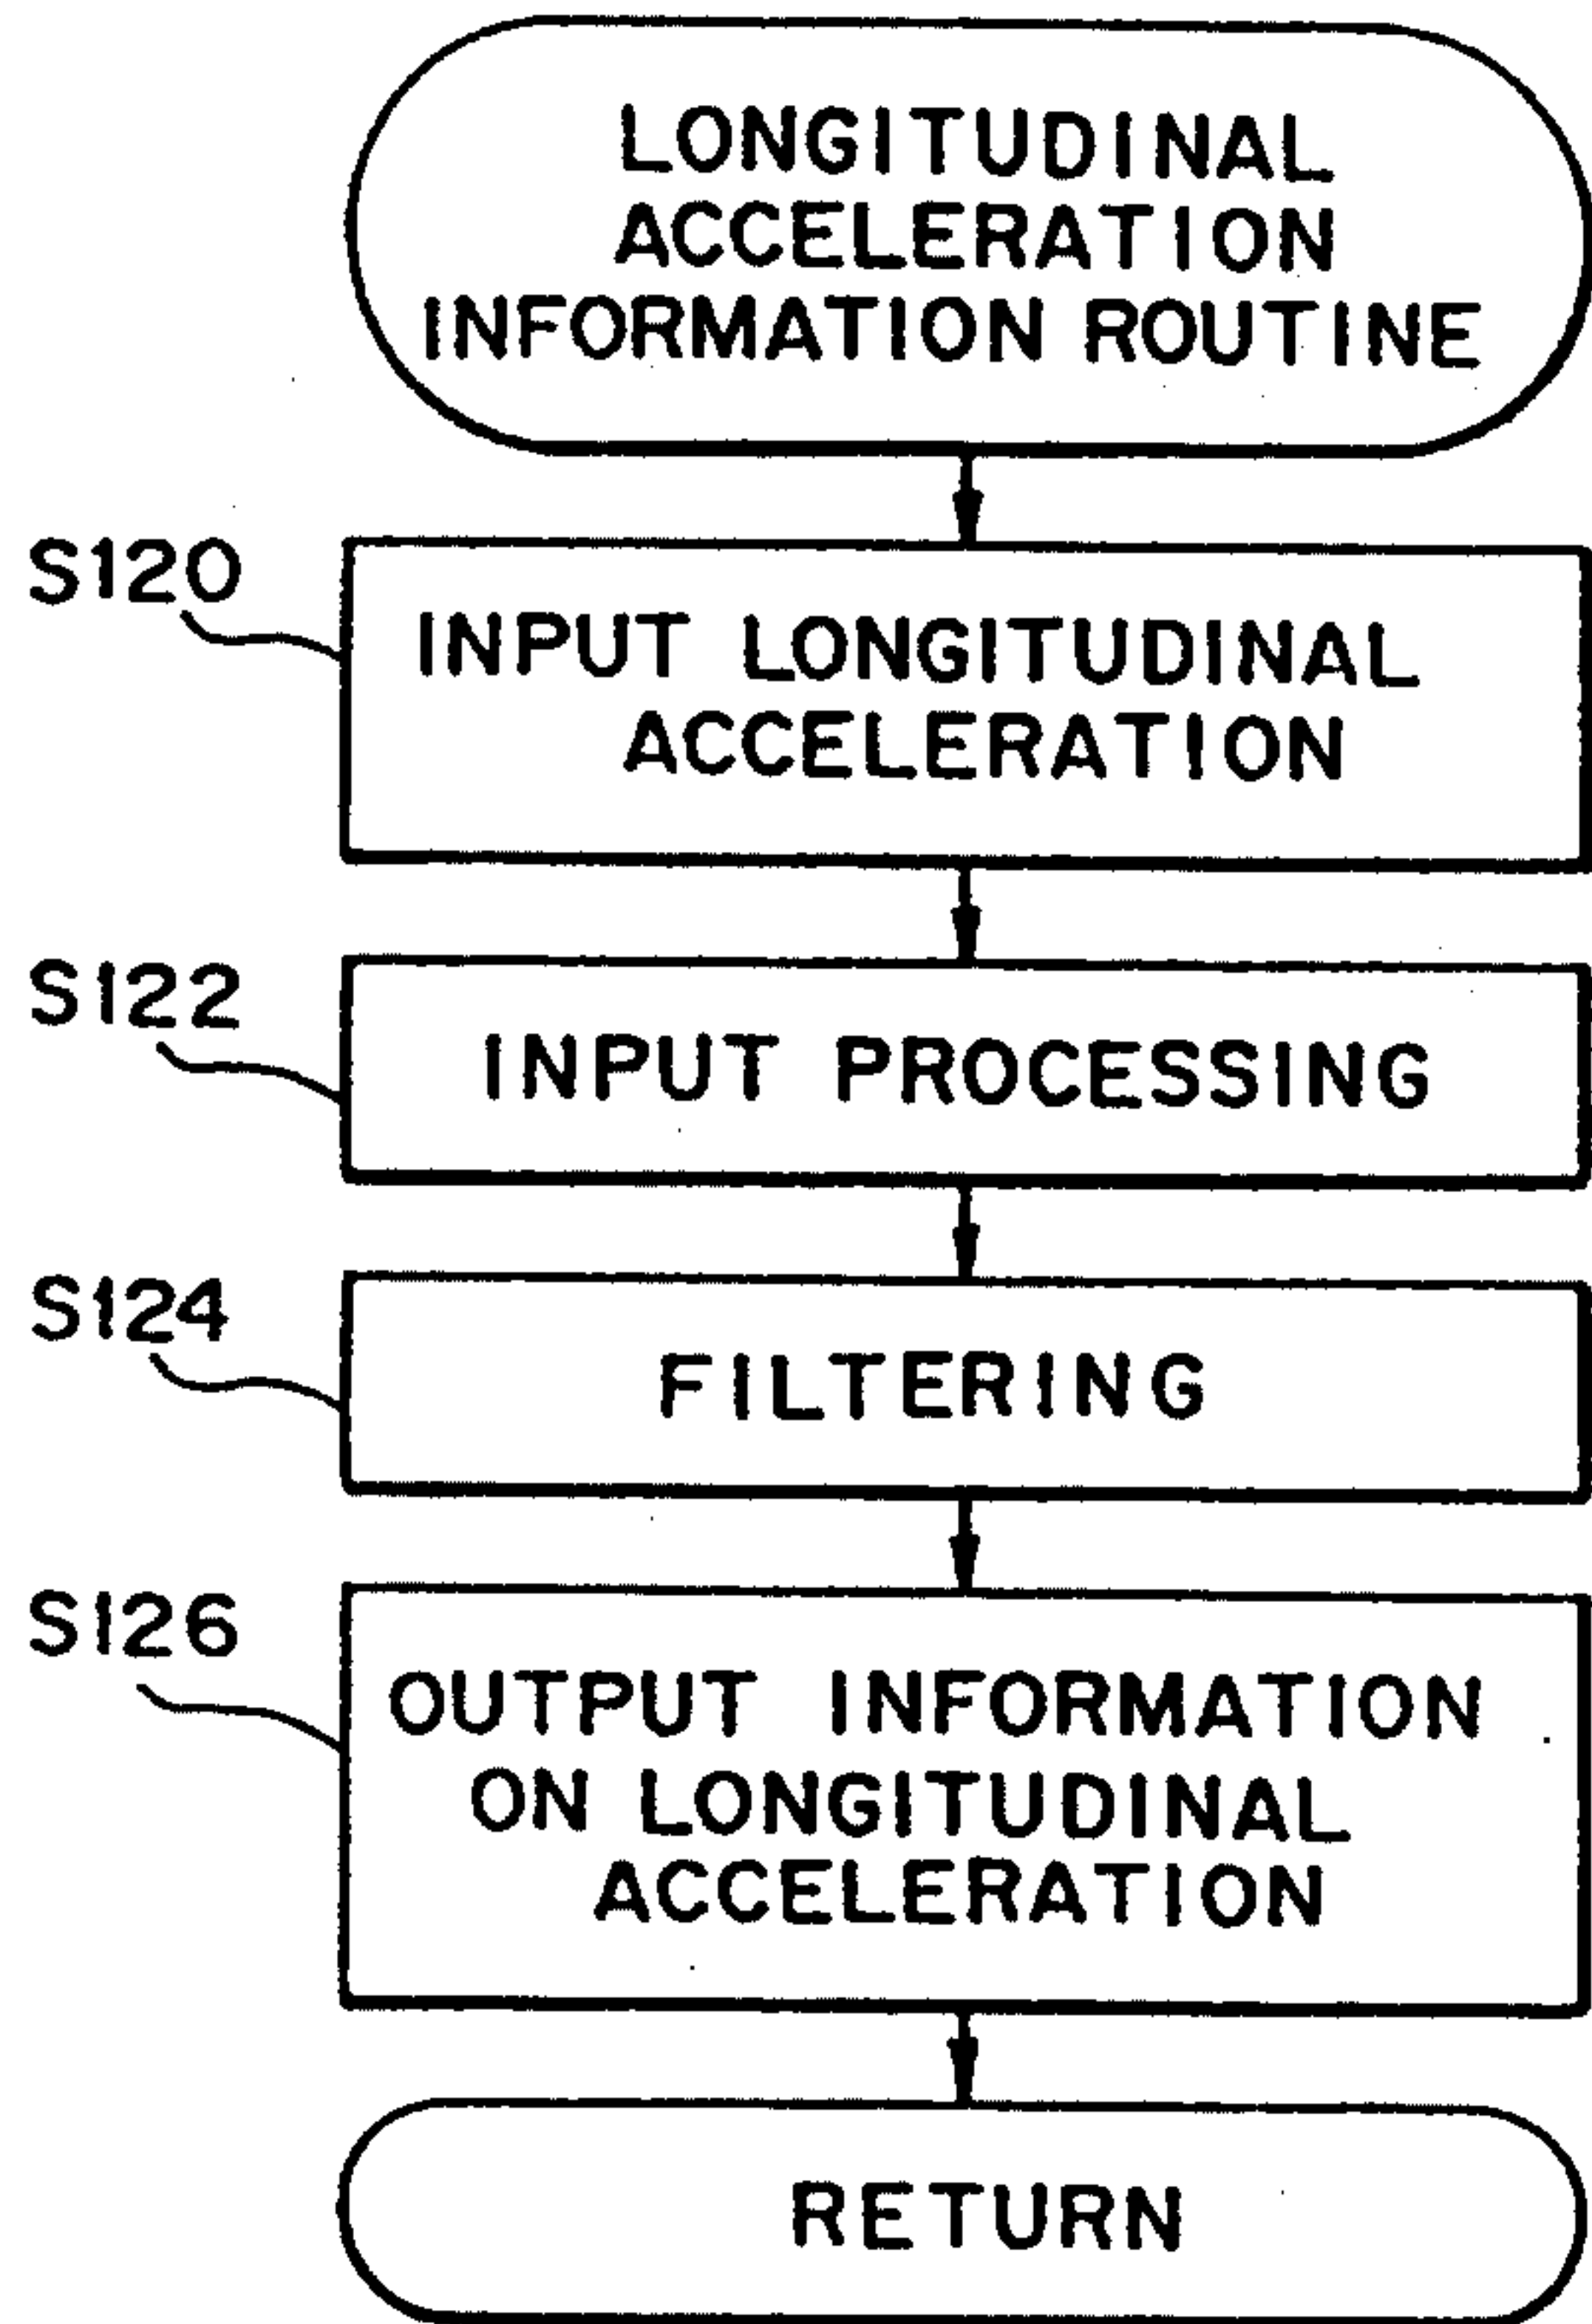 LONGITUDINAL
ACCELERATION
INFORMATION ROUTINE
S120
INPUT LONGITUDINAL
ACCELERATION
S122
INPUT PROCESSING
S124
FILTERING
S126
OUTPUT INFORMATION
ON LONGITUDINAL
ACCELERATION
RETURN